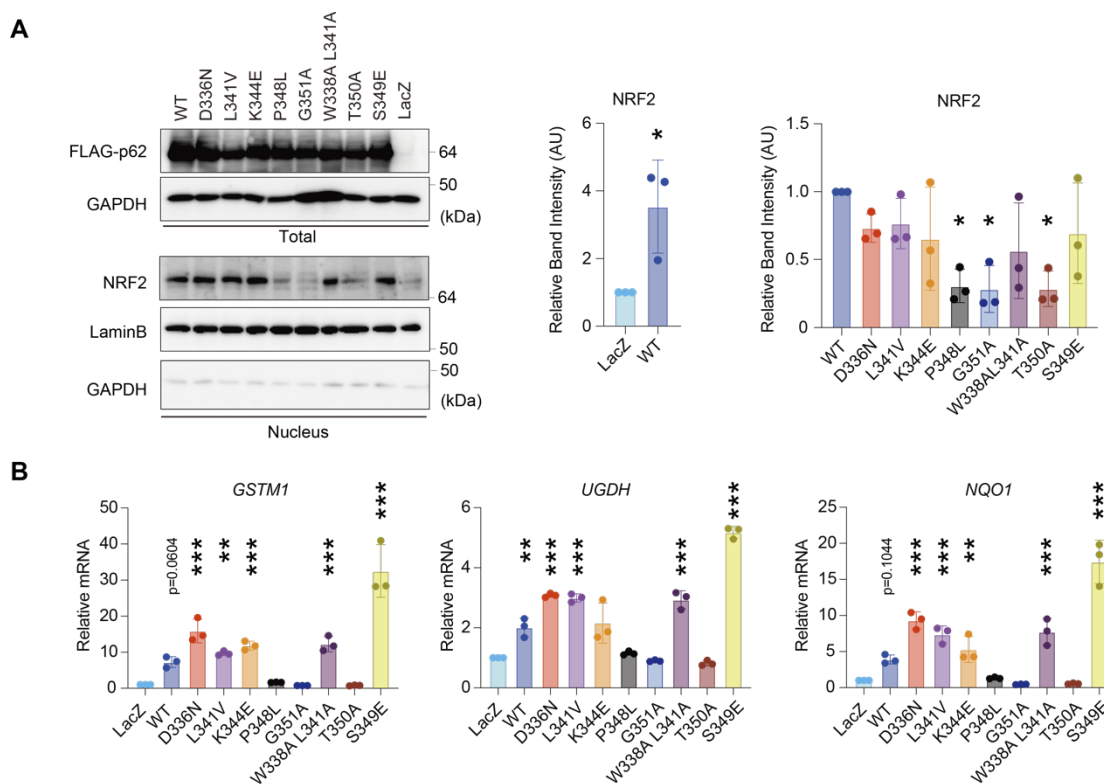 A
WT
D336N
L341V
K344E
P348L
G351A
W338A L341A
T350A
S349E
LacZ
FLAG-p62
64
GAPDH
50
(kDa)
Total
NRF2
64
LaminB
50
GAPDH
50
(kDa)
Nucleus
NRF2
Relative Band Intensity (AU)
6
4
2
0
*
LacZ
WT
NRF2
Relative Band Intensity (AU)
1.5
1.0
0.5
0
* * *
WT
D336N
L341V
K344E
P348L
G351A
W338AL341A
T350A
S349E
B
GSTM1
Relative mRNA
50
40
30
20
10
0
p=0.0604
*** ** *** *** ***
LacZ
WT
D336N
L341V
K344E
P348L
G351A
W338A L341A
T350A
S349E
UGDH
Relative mRNA
6
4
2
0
** *** *** *** ***
LacZ
WT
D336N
L341V
K344E
P348L
G351A
W338A L341A
T350A
S349E
NQO1
Relative mRNA
25
20
15
10
5
0
p=0.1044
*** *** ** *** ***
LacZ
WT
D336N
L341V
K344E
P348L
G351A
W338A L341A
T350A
S349E